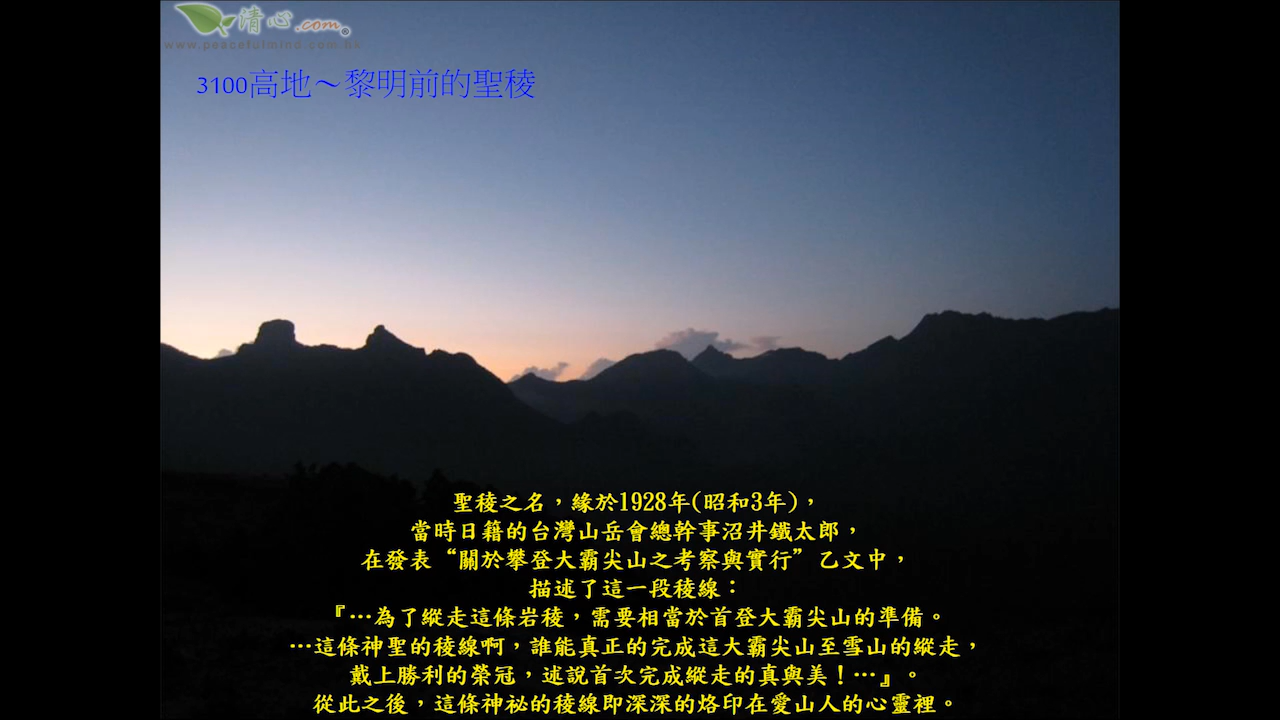 清心.com®
www.peacefulmind.com.hk
3100高地～黎明前的聖稜
聖稜之名，緣於1928年(昭和3年)，
當時日籍的台灣山岳會總幹事沼井鐵太郎，
在發表“關於攀登大霸尖山之考察與實行”乙文中，
描述了這一段稜線：
『…為了縱走這條岩稜，需要相當於首登大霸尖山的準備。
…這條神聖的稜線啊，誰能真正的完成這大霸尖山至雪山的縱走，
戴上勝利的榮冠，述說首次完成縱走的真與美！…』。
從此之後，這條神祕的稜線即深深的烙印在愛山人的心靈裡。